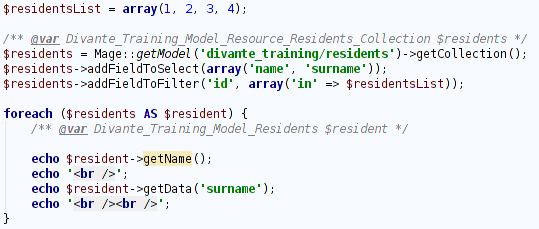 $residentsList = array(1, 2, 3, 4);
/** @var Divante_Training_Model_Resource_Residents_Collection $residents */
$residents = Mage::getModel('divante_training/residents')->getCollection();
$residents->addFieldToSelect(array('name', 'surname'));
$residents->addFieldToFilter('id', array('in' => $residentsList));
foreach ($residents AS $resident) {
/** @var Divante_Training_Model_Residents $resident */
echo $resident->getName();
echo '<br />';
echo $resident->getData('surname');
echo '<br /><br />';
}